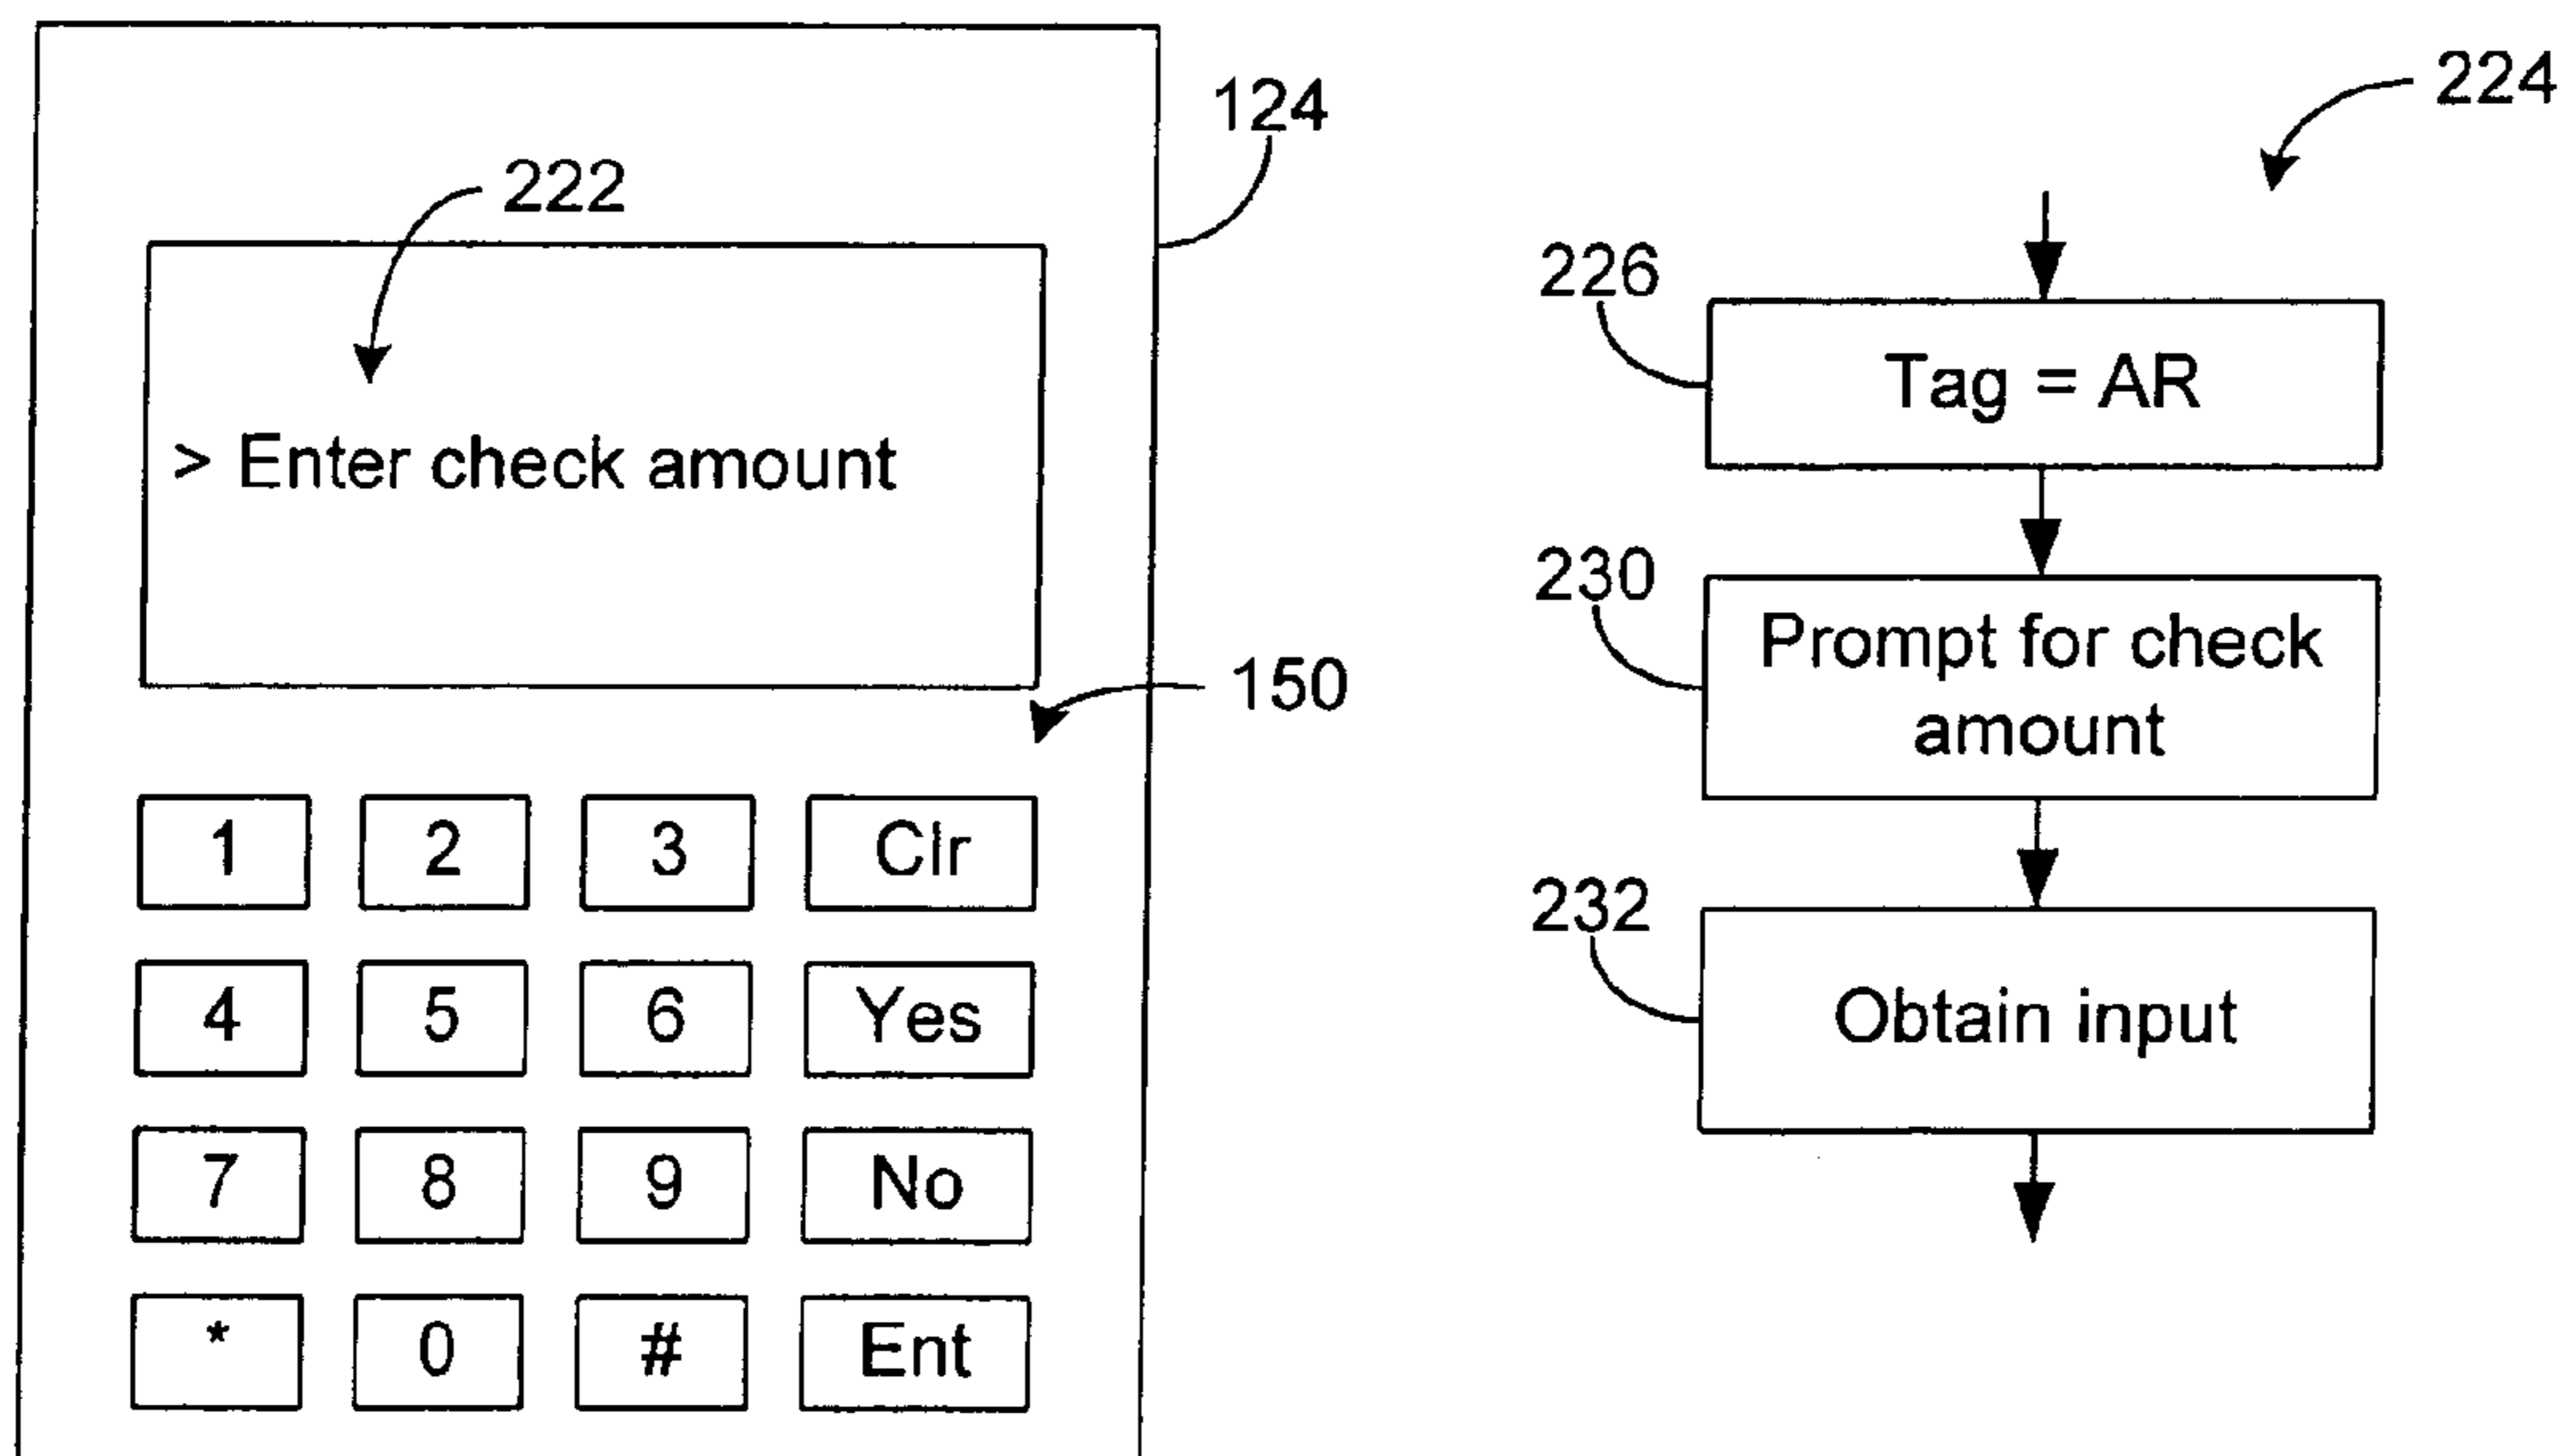 124
222
> Enter check amount
150
1 2 3 Clr
4 5 6 Yes
7 8 9 No
* 0 # Ent
224
226
Tag = AR
230
Prompt for check
amount
232
Obtain input